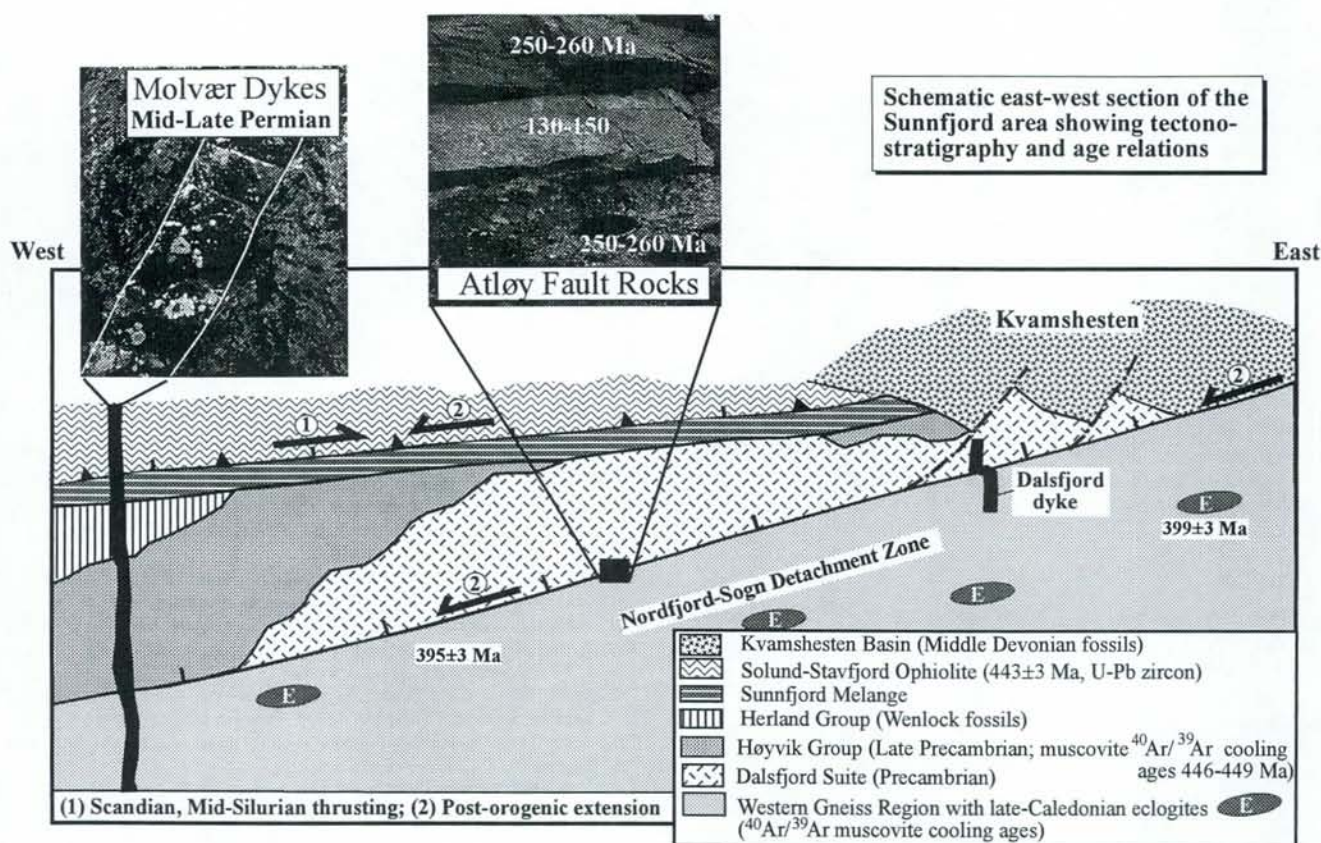 Molvær Dykes
Mid-Late Permian
250-260 Ma
130-150
250-260 Ma
Atløy Fault Rocks
Schematic east-west section of the
Sunnfjord area showing tectono-
stratigraphy and age relations
West
East
Kvamshesten
1
2
2
Dalsfjord
dyke
E
399±3 Ma
Nordfjord-Sogn Detachment Zone
2
395±3 Ma
E
E
E
Kvamshesten Basin (Middle Devonian fossils)
Solund-Stavfjord Ophiolite (443±3 Ma, U-Pb zircon)
Sunnfjord Melange
Herland Group (Wenlock fossils)
Høyvik Group (Late Precambrian; muscovite 40Ar/39Ar cooling
ages 446-449 Ma)
Dalsfjord Suite (Precambrian)
Western Gneiss Region with late-Caledonian eclogites E
(40Ar/39Ar muscovite cooling ages)
(1) Scandian, Mid-Silurian thrusting; (2) Post-orogenic extension